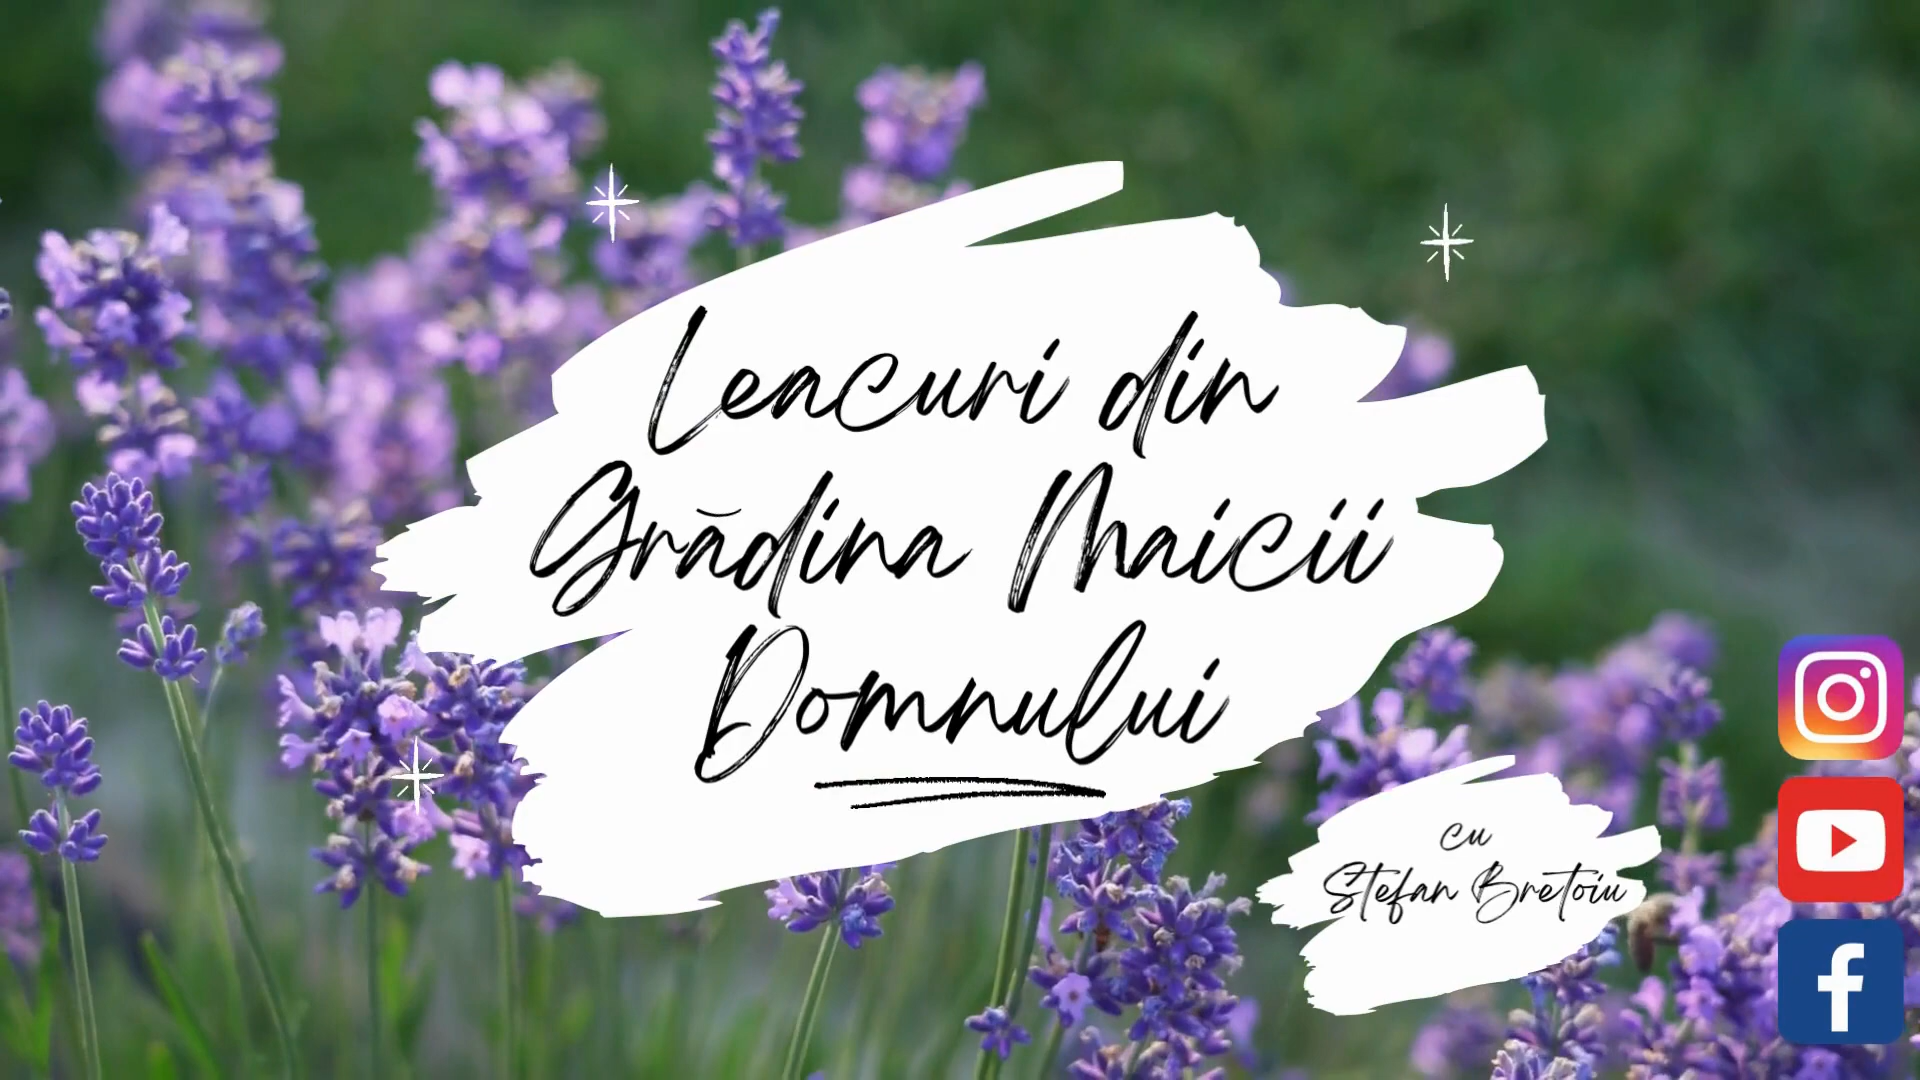 Leacuri din
Grădina Maicii
Domnului
cu
Stefan Bretoiu